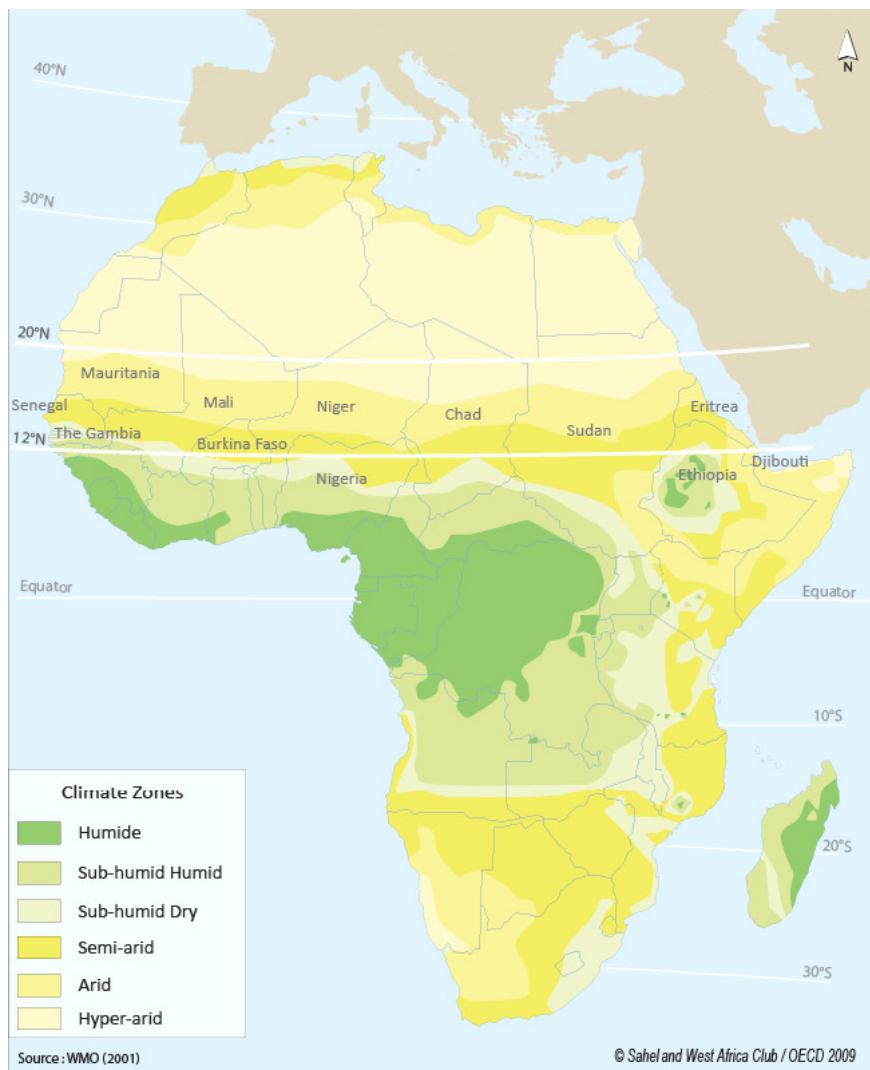 40°N
N
30°N
20°N
Mauritania
Mali
Niger
Chad
Sudan
Eritrea
Senegal
The Gambia
12°N
Burkina Faso
Nigeria
Ethiopia
Djibouti
Equator
Equator
10°S
20°S
30°S
Climate Zones
Humide
Sub-humid Humid
Sub-humid Dry
Semi-arid
Arid
Hyper-arid
Source : WMO (2001)
© Sahel and West Africa Club / OECD 2009